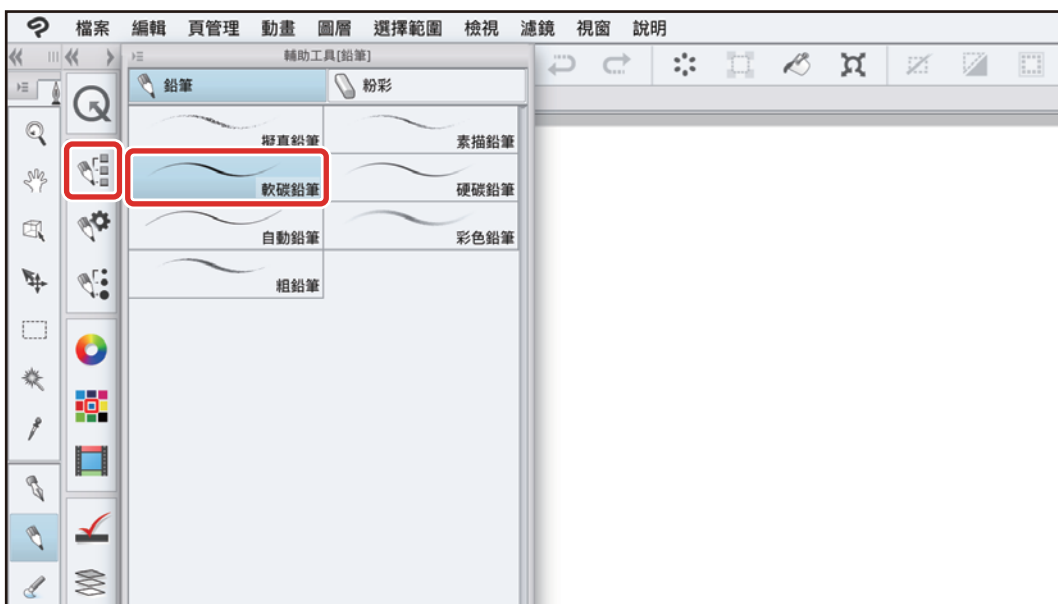 檔案 編輯 頁管理 動畫 圖層 選擇範圍 檢視 濾鏡 視窗 說明
輔助工具[鉛筆]
鉛筆 粉彩
擬真鉛筆 素描鉛筆
軟碳鉛筆 硬碳鉛筆
自動鉛筆 彩色鉛筆
粗鉛筆